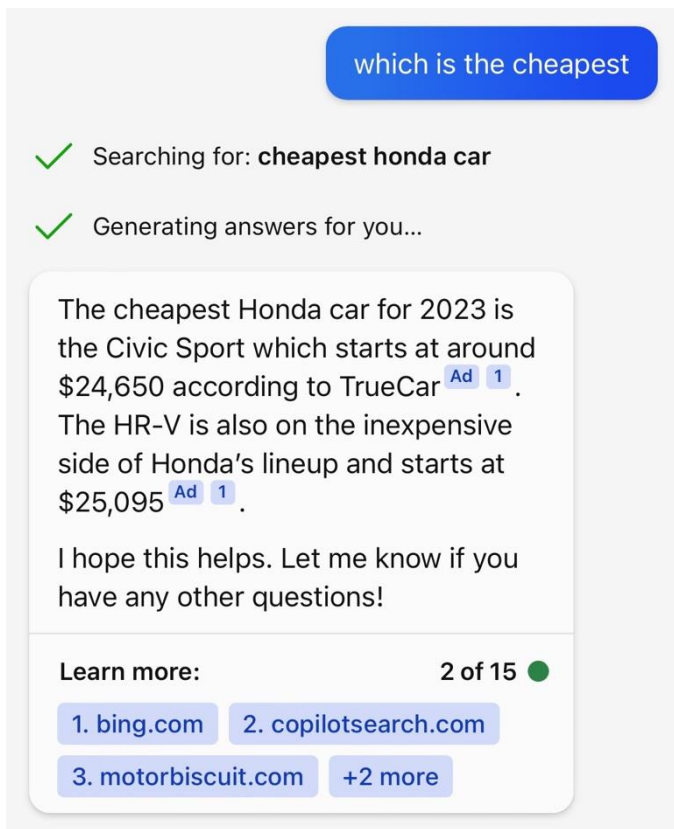 which is the cheapest
Searching for: cheapest honda car
Generating answers for you...
The cheapest Honda car for 2023 is
the Civic Sport which starts at around
$24,650 according to TrueCar Ad 1 .
The HR-V is also on the inexpensive
side of Honda’s lineup and starts at
$25,095 Ad 1 .
I hope this helps. Let me know if you
have any other questions!
Learn more: 2 of 15
1. bing.com 2. copilotsearch.com
3. motorbiscuit.com +2 more